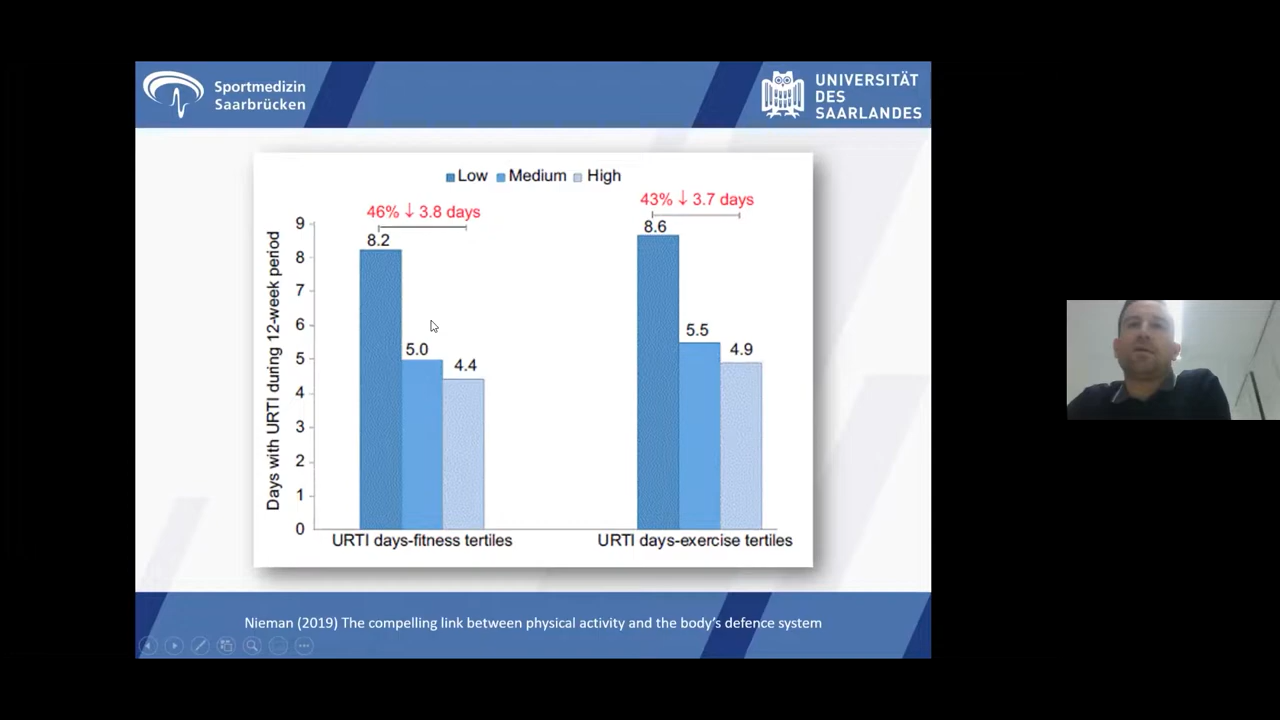 Sportmedizin
Saarbrücken
UNIVERSITÄT
DES
SAARLANDES
Low Medium High
46% ↓ 3.8 days
43% ↓ 3.7 days
Days with URTI during 12-week period
9
8
7
6
5
4
3
2
1
0
8.2
5.0
4.4
8.6
5.5
4.9
URTI days-fitness tertiles
URTI days-exercise tertiles
Nieman (2019) The compelling link between physical activity and the body's defence system